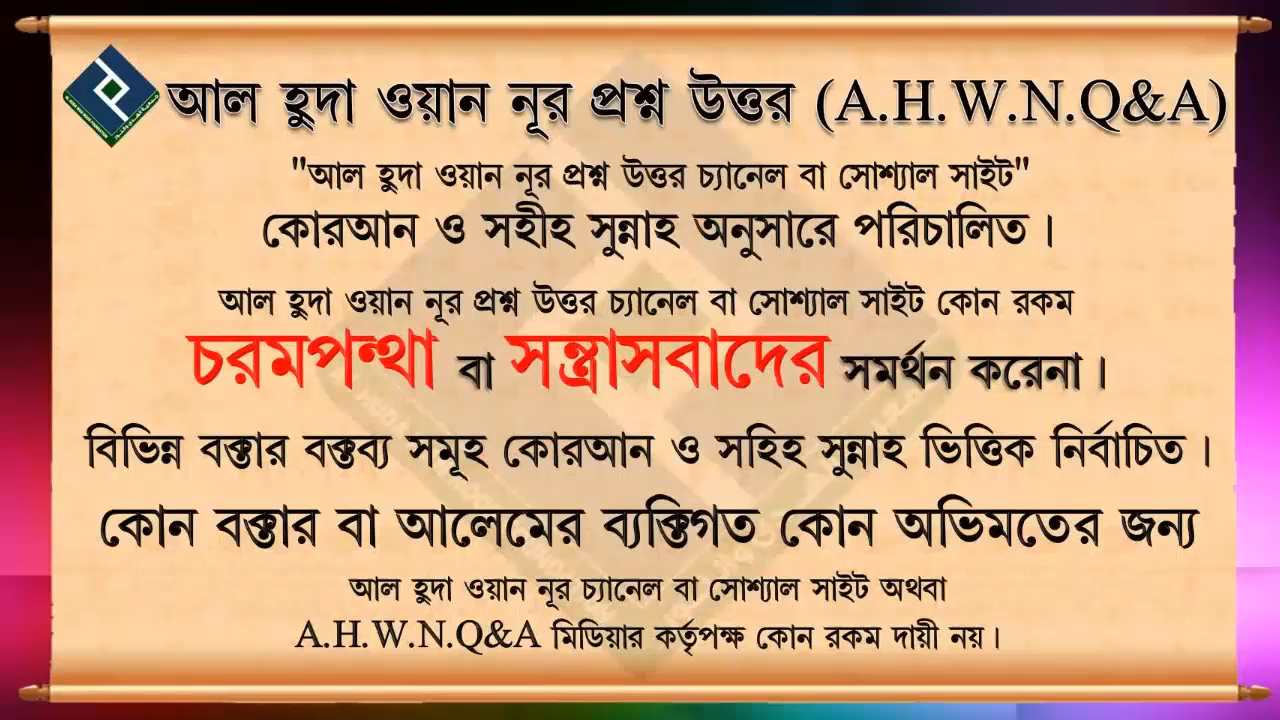 আল হুদা ওয়ান নূর প্রশ্ন উত্তর (A.H.W.N.Q&A)
"আল হুদা ওয়ান নূর প্রশ্ন উত্তর চ্যানেল বা সোশ্যাল সাইট"
কোরআন ও সহীহ সুন্নাহ অনুসারে পরিচালিত ।
আল হুদা ওয়ান নূর প্রশ্ন উত্তর চ্যানেল বা সোশ্যাল সাইট কোন রকম
চরমপন্থা বা সন্ত্রাসবাদের সমর্থন করেনা ।
বিভিন্ন বক্তার বক্তব্য সমূহ কোরআন ও সহিহ সুন্নাহ ভিত্তিক নির্বাচিত ।
কোন বক্তার বা আলেমের ব্যক্তিগত কোন অভিমতের জন্য
আল হুদা ওয়ান নূর চ্যানেল বা সোশ্যাল সাইট অথবা
A.H.W.N.Q&A মিডিয়ার কর্তৃপক্ষ কোন রকম দায়ী নয় ।